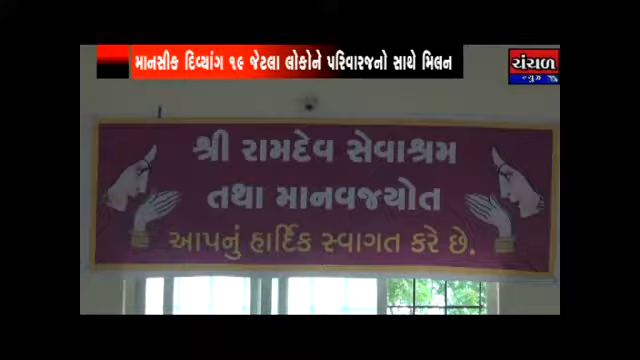 માનસીક દિવ્યાંગ ૧૯ જેટલા લોકોને પરિવારજનો સાથે મિલન
ચંચળ
ન્યુઝ
શ્રી રામદેવ સેવાશ્રમ
તથા માનવજયોત
આપનું હાર્દિક સ્વાગત કરે છે.